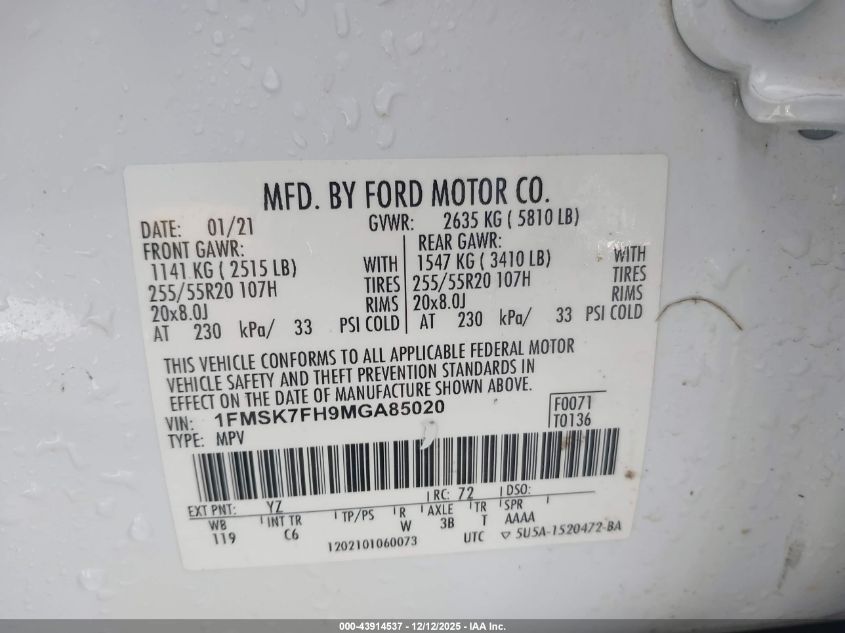 MFD. BY FORD MOTOR CO.
DATE: 01/21 GVWR: 2635 KG ( 5810 LB)
FRONT GAWR: REAR GAWR:
1141 KG ( 2515 LB) WITH 1547 KG ( 3410 LB) WITH
255/55R20 107H TIRES 255/55R20 107H TIRES
20x8.0J RIMS 20x8.0J RIMS
AT 230 kPa/ 33 PSI COLD AT 230 kPa/ 33 PSI COLD
THIS VEHICLE CONFORMS TO ALL APPLICABLE FEDERAL MOTOR
VEHICLE SAFETY AND THEFT PREVENTION STANDARDS IN
EFFECT ON THE DATE OF MANUFACTURE SHOWN ABOVE.
VIN: 1FMSK7FH9MGA85020 F0071
TYPE: MPV T0136
EXT PNT: YZ RC: 72 DSO:
WB INT TR TP/PS R AXLE TR SPR
119 C6 W 3B T AAAA
1202101060073 UTC ▽ 5U5A-1520472-BA
000-43914537 - 12/12/2025 - IAA Inc.